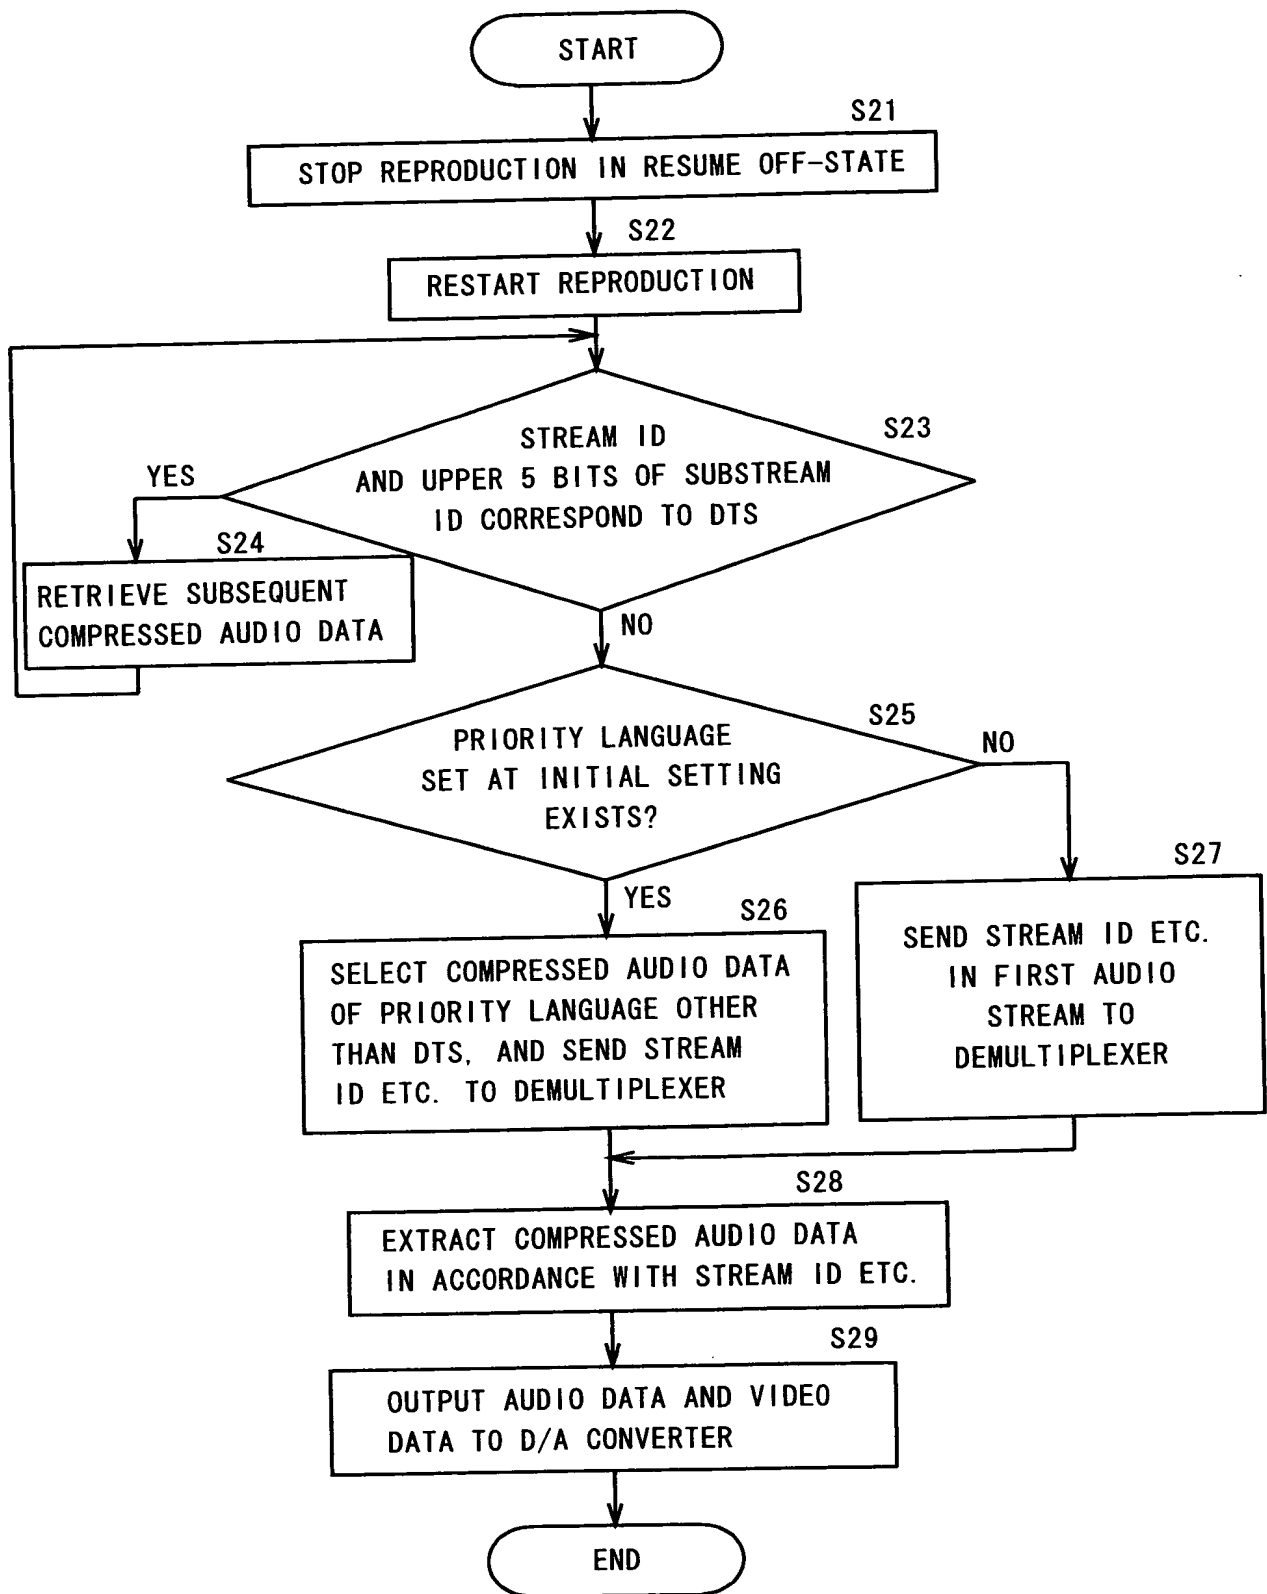 START
S21
STOP REPRODUCTION IN RESUME OFF-STATE
S22
RESTART REPRODUCTION
S23
STREAM ID
AND UPPER 5 BITS OF SUBSTREAM
ID CORRESPOND TO DTS
YES
S24
RETRIEVE SUBSEQUENT
COMPRESSED AUDIO DATA
NO
S25
PRIORITY LANGUAGE
SET AT INITIAL SETTING
EXISTS?
NO
YES
S26
SELECT COMPRESSED AUDIO DATA
OF PRIORITY LANGUAGE OTHER
THAN DTS, AND SEND STREAM
ID ETC. TO DEMULTIPLEXER
S27
SEND STREAM ID ETC.
IN FIRST AUDIO
STREAM TO
DEMULTIPLEXER
S28
EXTRACT COMPRESSED AUDIO DATA
IN ACCORDANCE WITH STREAM ID ETC.
S29
OUTPUT AUDIO DATA AND VIDEO
DATA TO D/A CONVERTER
END